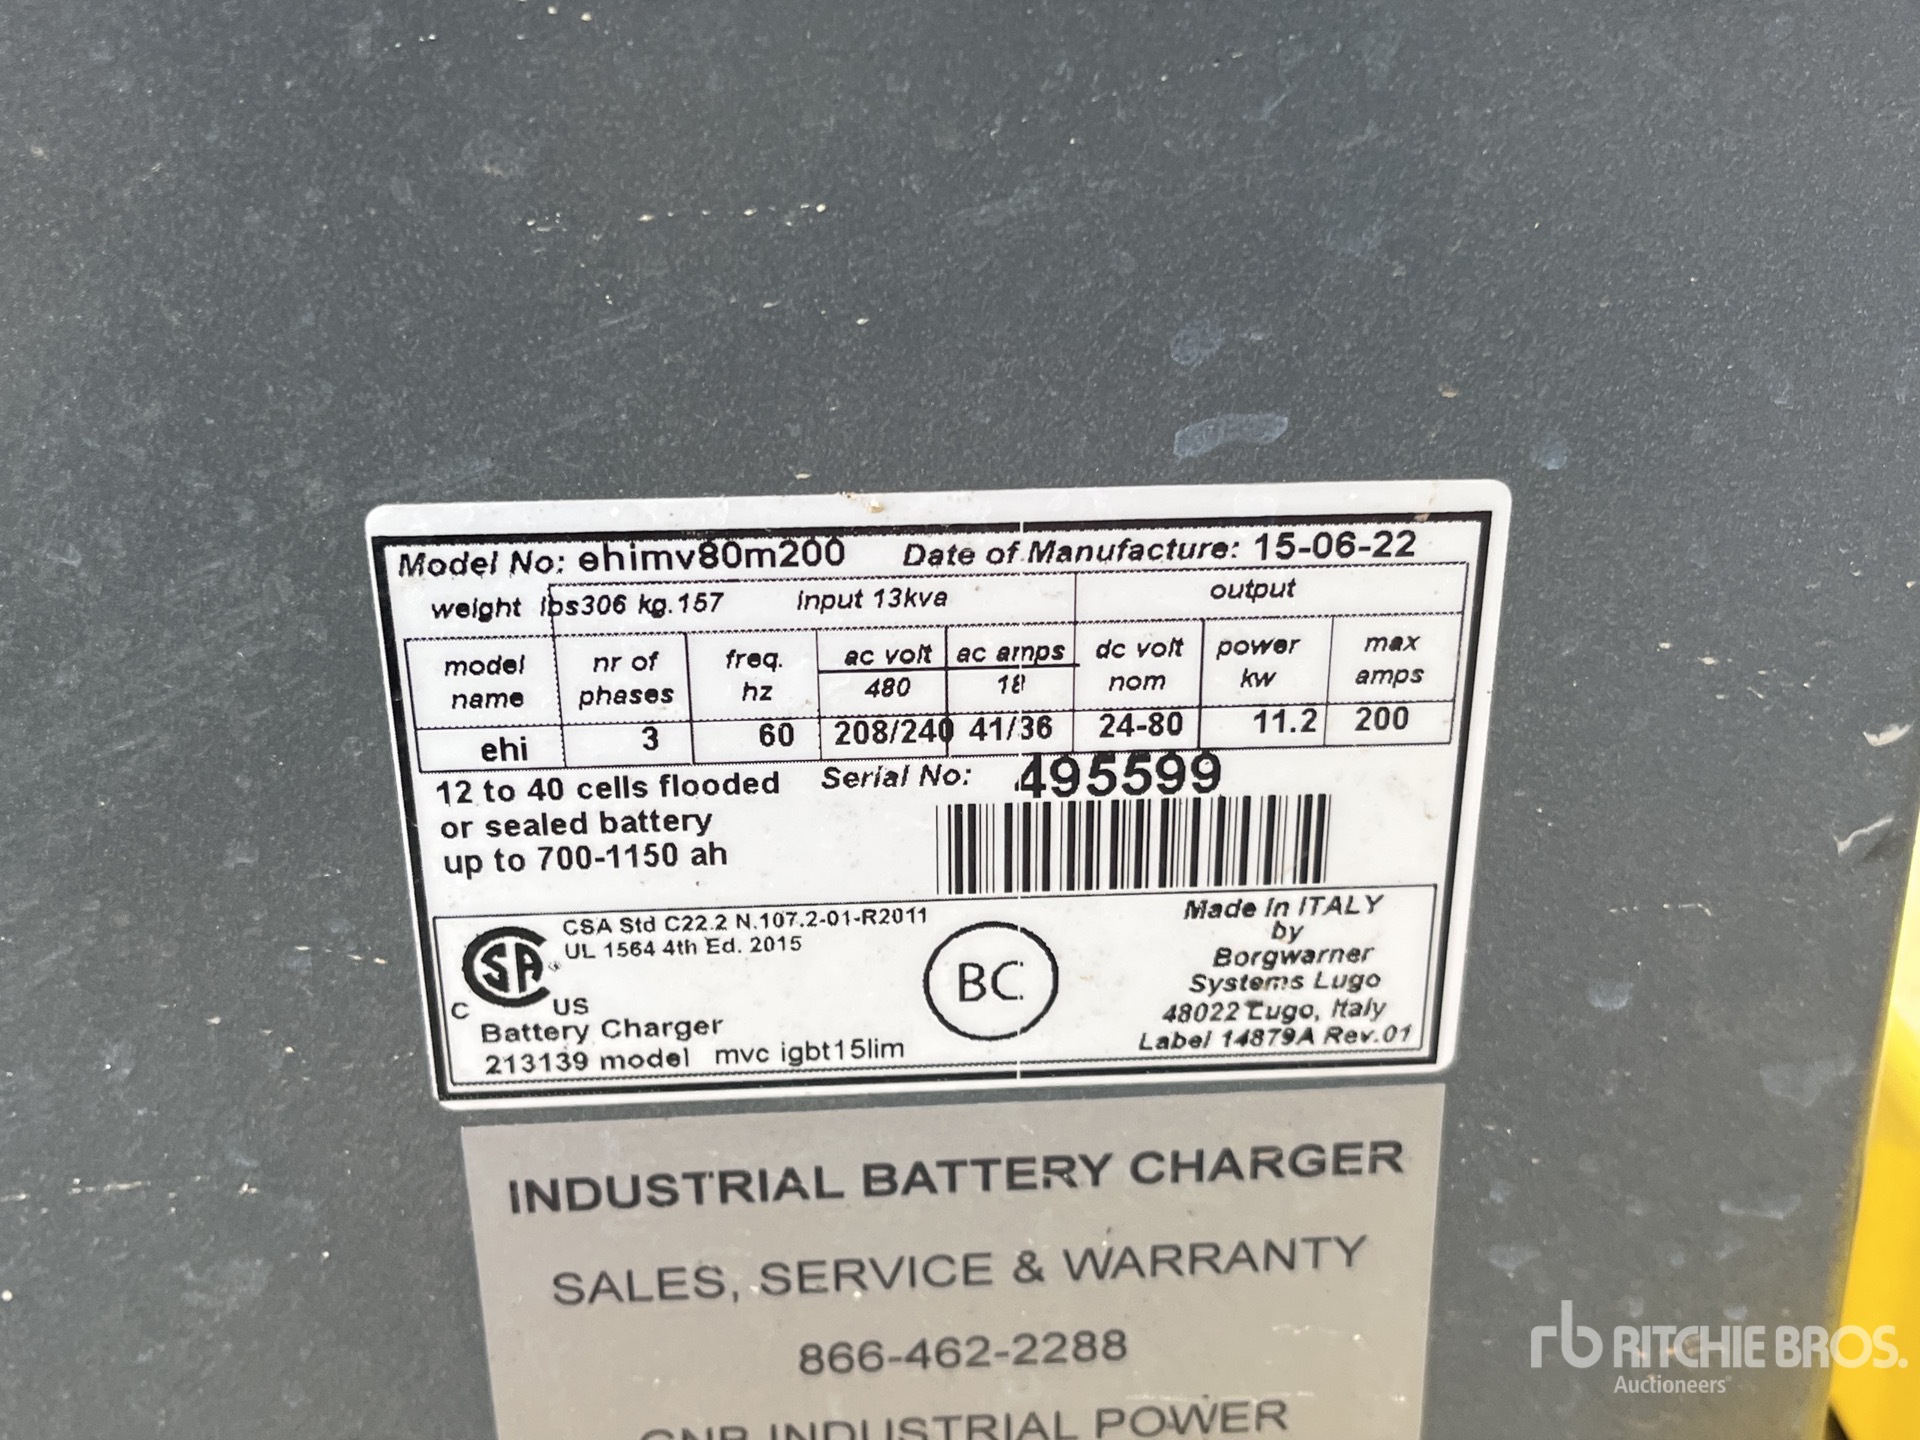 Model No: ehimv80m200 Date of Manufacture: 15-06-22
weight lbs306 kg.157 input 13kva output
model name nr of phases freq. hz ac volt 480 ac amps 18 dc volt nom power kw max amps
ehi 3 60 208/240 41/36 24-80 11.2 200
12 to 40 cells flooded
or sealed battery
up to 700-1150 ah
Serial No: 495599
CSA Std C22.2 N.107.2-01-R2011
UL 1564 4th Ed. 2015
C SA US
Battery Charger
213139 model mvc igbt15lim
BC
Made in ITALY
by
Borgwarner
Systems Lugo
48022 Lugo, Italy
Label 14879A Rev.01
INDUSTRIAL BATTERY CHARGER
SALES, SERVICE & WARRANTY
866-462-2288
GNB INDUSTRIAL POWER
rb RITCHIE BROS.
Auctioneers